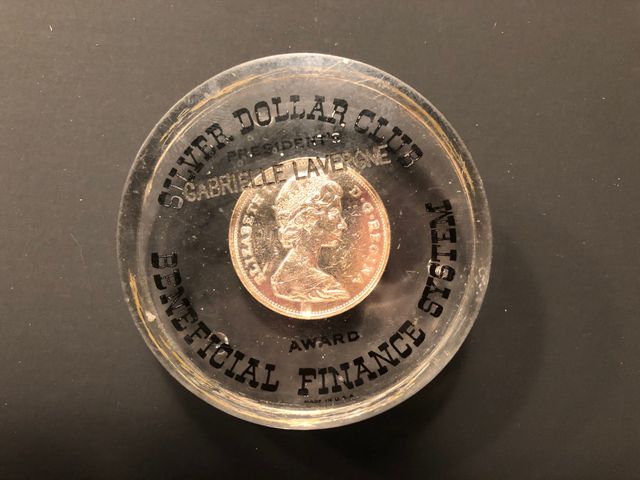 SILVER DOLLAR CLUB
PRESIDENT'S
GABRIELLE LAVERGNE
ELIZABETH II D·G·REGINA
AWARD
BENEFICIAL FINANCE SYSTEM
MADE IN U.S.A.